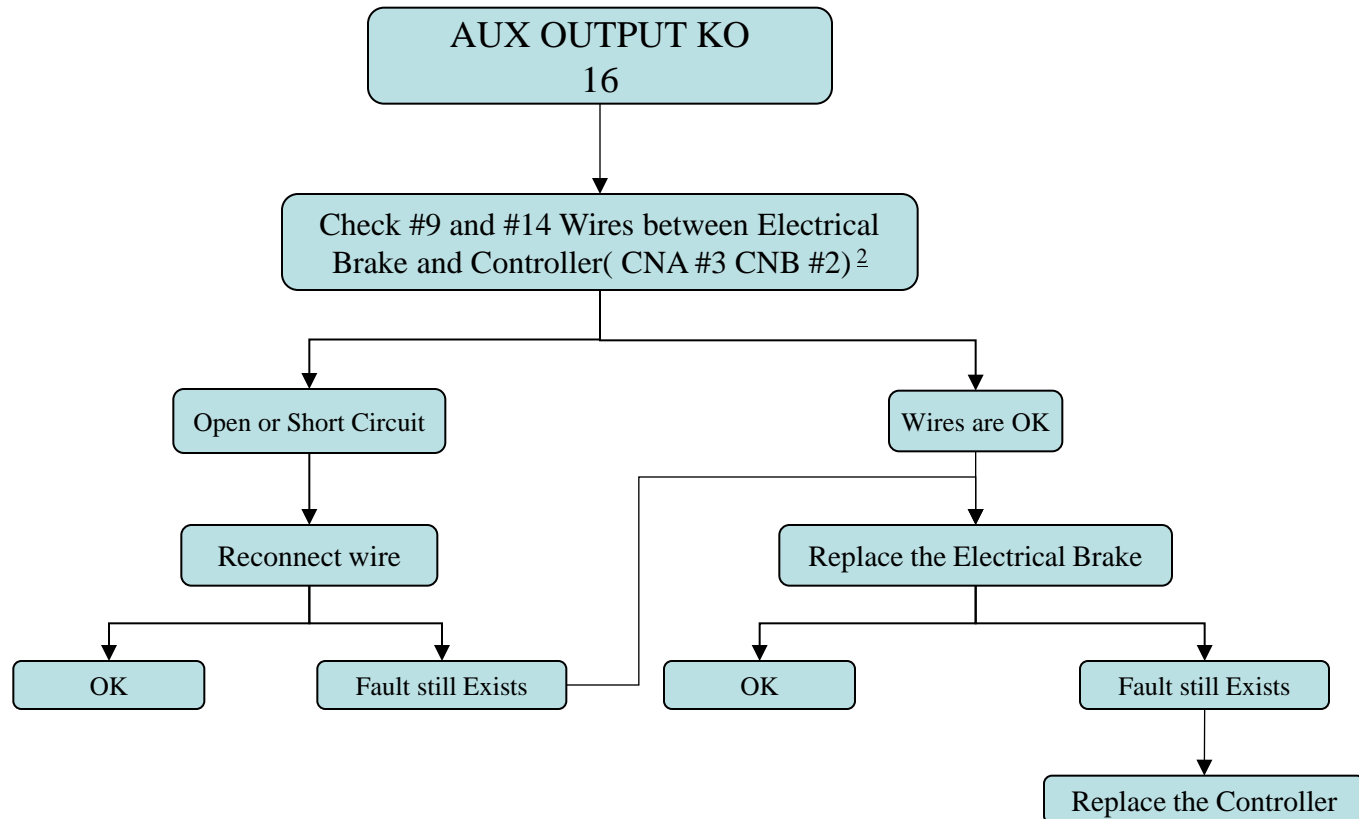 AUX OUTPUT KO
16
Check #9 and #14 Wires between Electrical
Brake and Controller( CNA #3 CNB #2) 2
Open or Short Circuit
Wires are OK
Reconnect wire
Replace the Electrical Brake
OK
Fault still Exists
OK
Fault still Exists
Replace the Controller